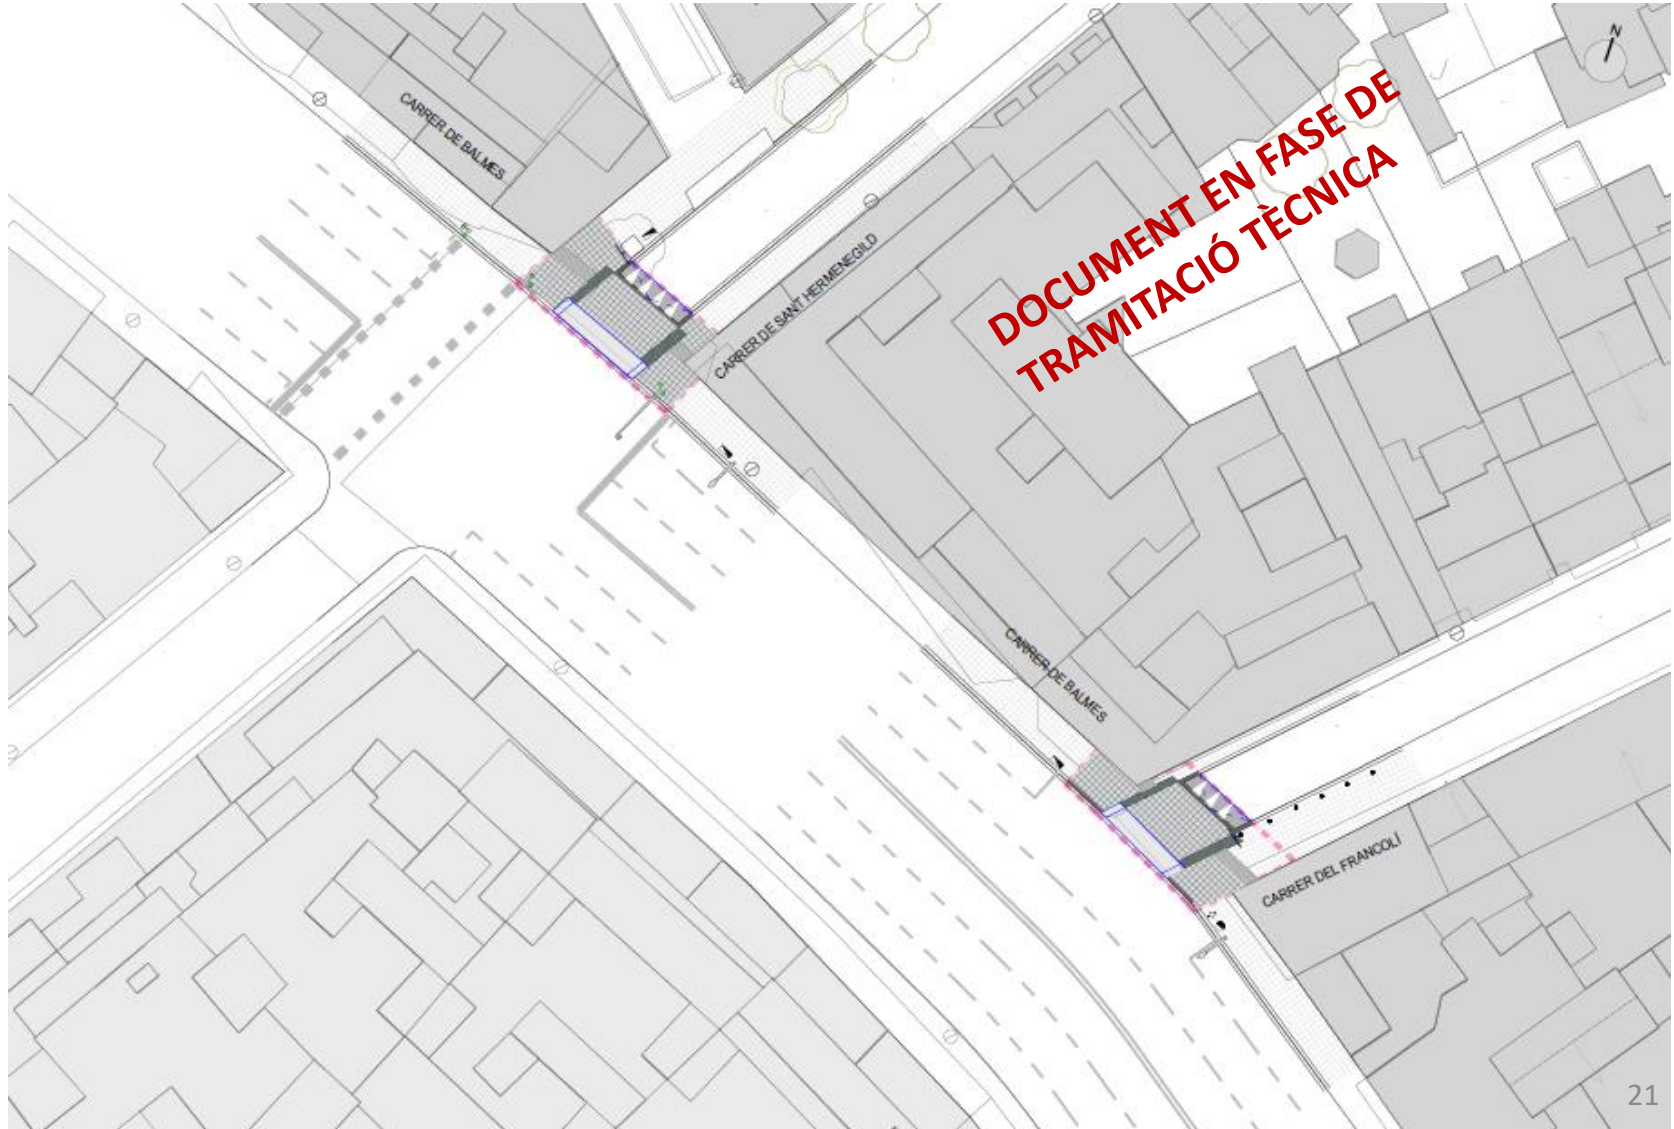 N
CARRER DE BALMES
DOCUMENT EN FASE DE
TRAMITACIÓ TÈCNICA
CARRER DE SANT HERMENEGILD
CARRER DE BALMES
CARRER DEL FRANCOLÍ
21